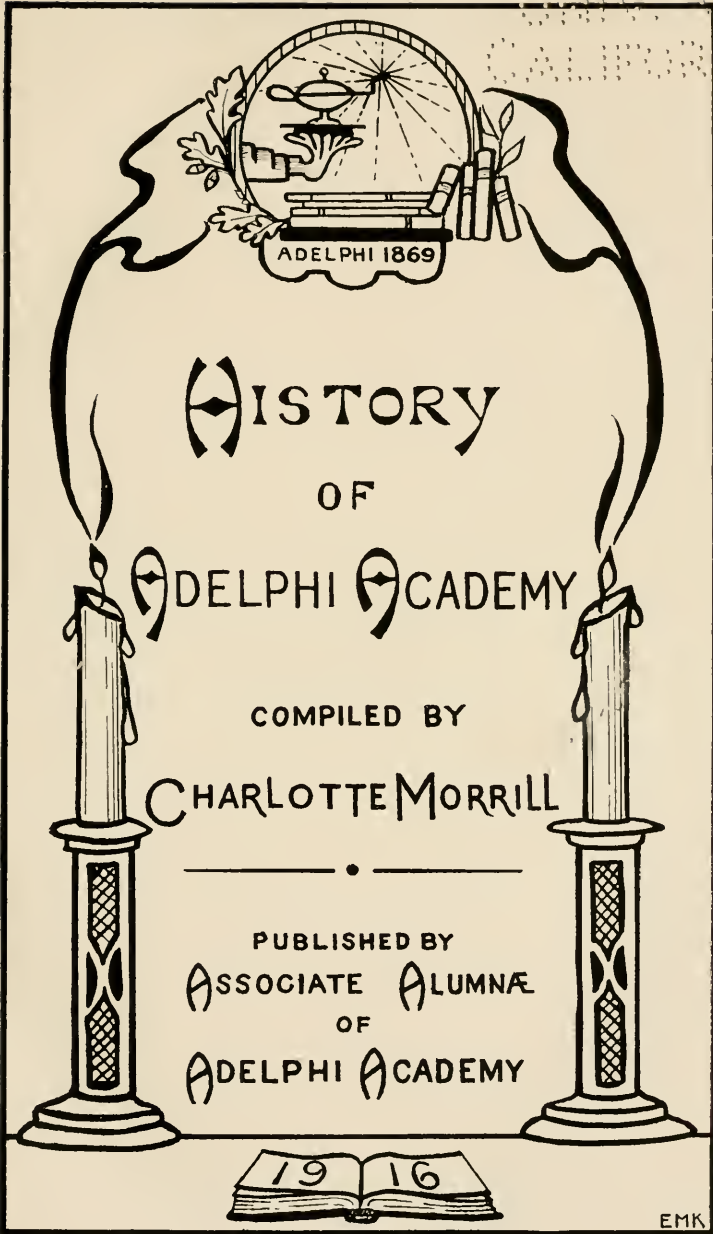 CALIFOR
ADELPHI 1869
HISTORY
OF
ADELPHI ACADEMY
COMPILED BY
CHARLOTTE MORRILL
PUBLISHED BY
ASSOCIATE ALUMNÆ
OF
ADELPHI ACADEMY
19 16
EMK